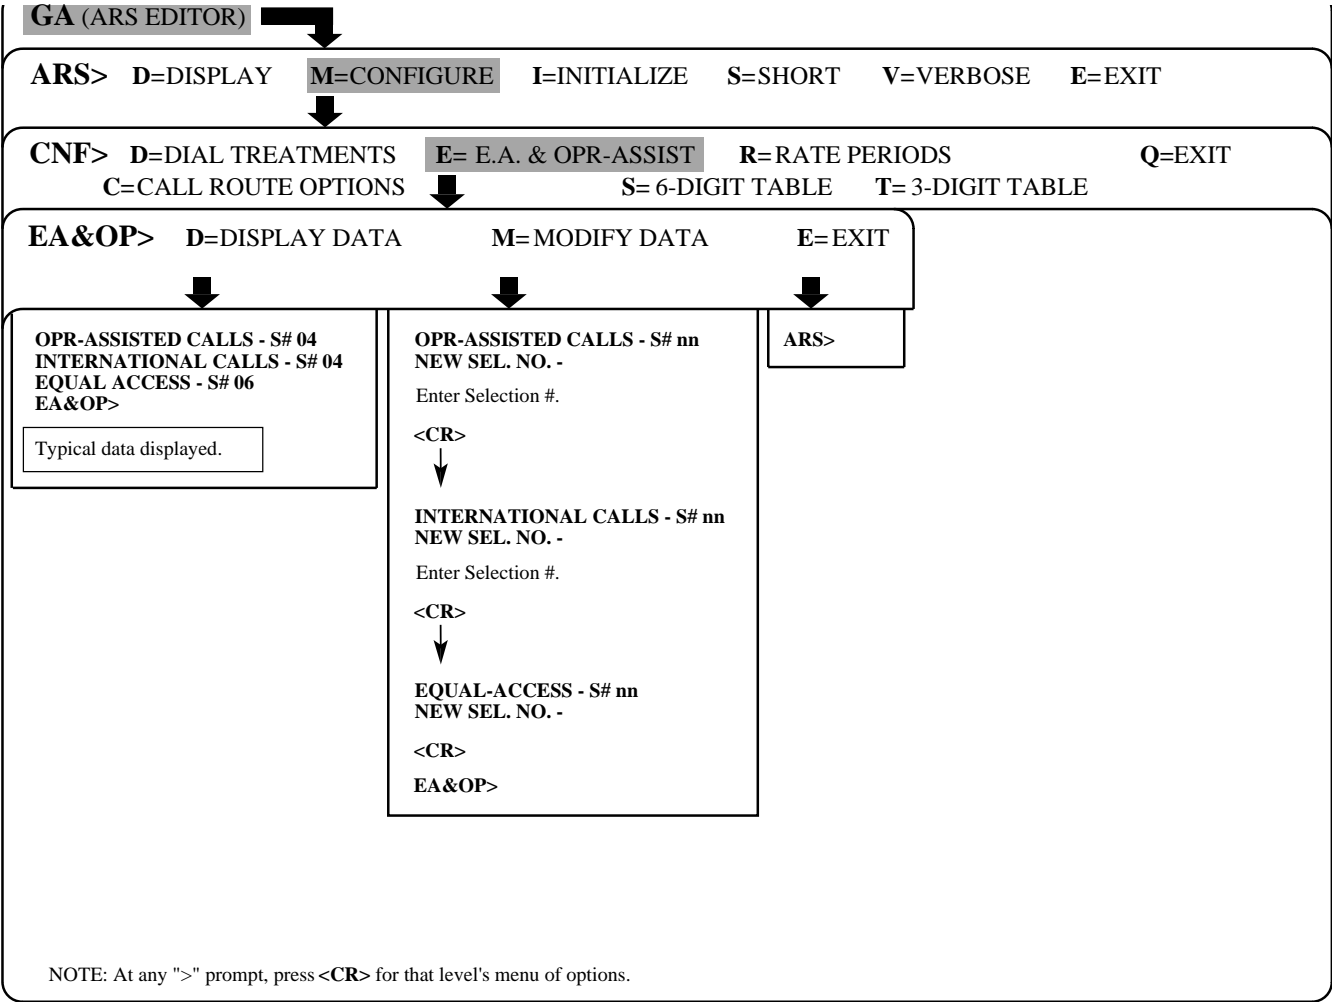 GA (ARS EDITOR)
ARS> D=DISPLAY M=CONFIGURE I=INITIALIZE S=SHORT V=VERBOSE E=EXIT
CNF> D=DIAL TREATMENTS E= E.A. & OPR-ASSIST R=RATE PERIODS Q=EXIT
C=CALL ROUTE OPTIONS S= 6-DIGIT TABLE T= 3-DIGIT TABLE
EA&OP> D=DISPLAY DATA M=MODIFY DATA E=EXIT
OPR-ASSISTED CALLS - S# 04
INTERNATIONAL CALLS - S# 04
EQUAL ACCESS - S# 06
EA&OP>
Typical data displayed.
OPR-ASSISTED CALLS - S# nn
NEW SEL. NO. -
Enter Selection #.
<CR>
INTERNATIONAL CALLS - S# nn
NEW SEL. NO. -
Enter Selection #.
<CR>
EQUAL-ACCESS - S# nn
NEW SEL. NO. -
<CR>
EA&OP>
ARS>
NOTE: At any ">" prompt, press <CR> for that level's menu of options.